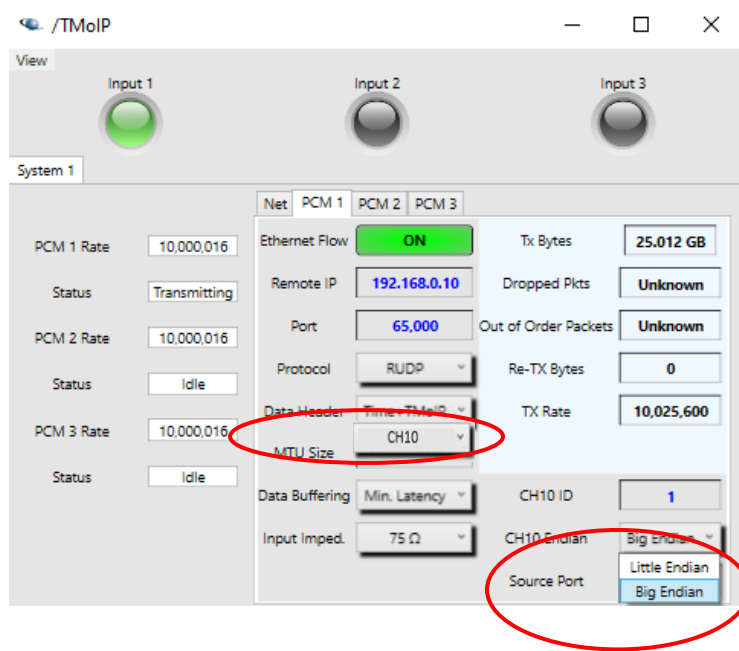 /TMoIP
View
Input 1 Input 2 Input 3
System 1
Net PCM 1 PCM 2 PCM 3
PCM 1 Rate 10,000,016
Status Transmitting
PCM 2 Rate 10,000,016
Status Idle
PCM 3 Rate 10,000,016
Status Idle
Ethernet Flow ON
Remote IP 192.168.0.10
Port 65,000
Protocol RUDP
Data Header Time+TMoIP
CH10
MTU Size
Data Buffering Min. Latency
Input Imped. 75 Ω
Tx Bytes 25.012 GB
Dropped Pkts Unknown
Out of Order Packets Unknown
Re-TX Bytes 0
TX Rate 10,025,600
CH10 ID 1
CH10 Endian Big Endian
Little Endian
Source Port Big Endian